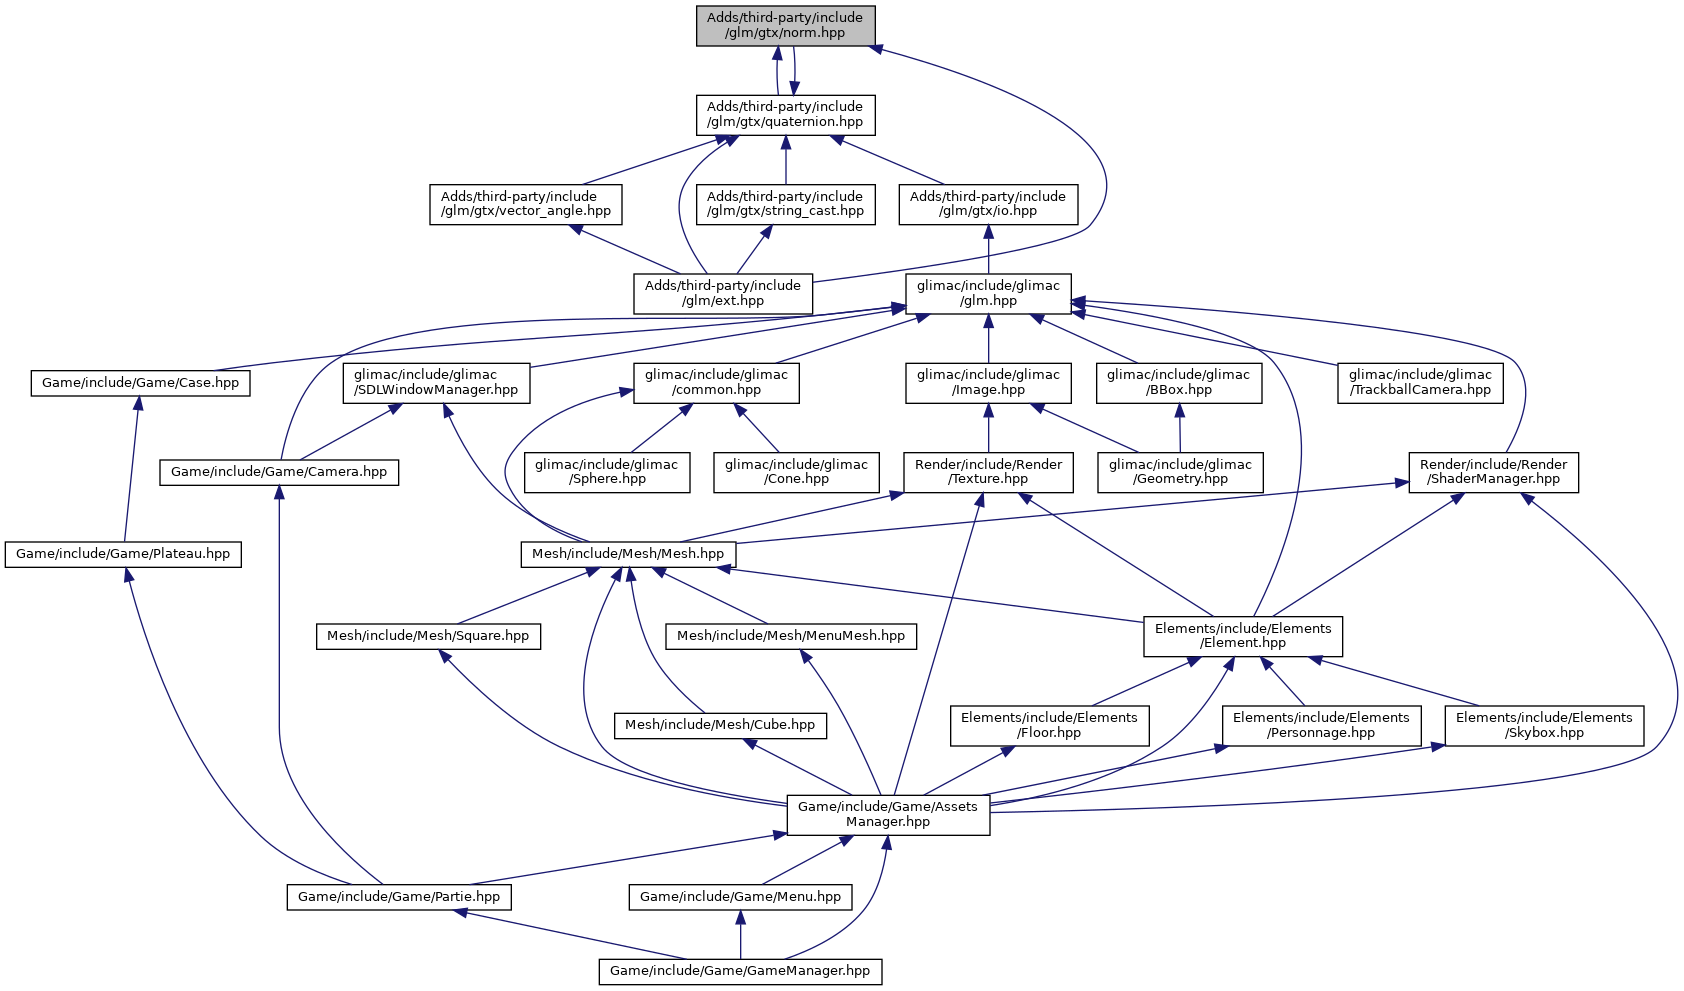 Adds/third-party/include
/glm/gtx/norm.hpp
Adds/third-party/include
/glm/gtx/quaternion.hpp
Adds/third-party/include
/glm/gtx/vector_angle.hpp
Adds/third-party/include
/glm/gtx/string_cast.hpp
Adds/third-party/include
/glm/gtx/io.hpp
Adds/third-party/include
/glm/ext.hpp
glimac/include/glimac
/glm.hpp
Game/include/Game/Case.hpp
glimac/include/glimac
/SDLWindowManager.hpp
glimac/include/glimac
/common.hpp
glimac/include/glimac
/Image.hpp
glimac/include/glimac
/BBox.hpp
glimac/include/glimac
/TrackballCamera.hpp
Game/include/Game/Camera.hpp
glimac/include/glimac
/Sphere.hpp
glimac/include/glimac
/Cone.hpp
Render/include/Render
/Texture.hpp
glimac/include/glimac
/Geometry.hpp
Render/include/Render
/ShaderManager.hpp
Game/include/Game/Plateau.hpp
Mesh/include/Mesh/Mesh.hpp
Mesh/include/Mesh/Square.hpp
Mesh/include/Mesh/MenuMesh.hpp
Elements/include/Elements
/Element.hpp
Mesh/include/Mesh/Cube.hpp
Elements/include/Elements
/Floor.hpp
Elements/include/Elements
/Personnage.hpp
Elements/include/Elements
/Skybox.hpp
Game/include/Game/Assets
Manager.hpp
Game/include/Game/Partie.hpp
Game/include/Game/Menu.hpp
Game/include/Game/GameManager.hpp